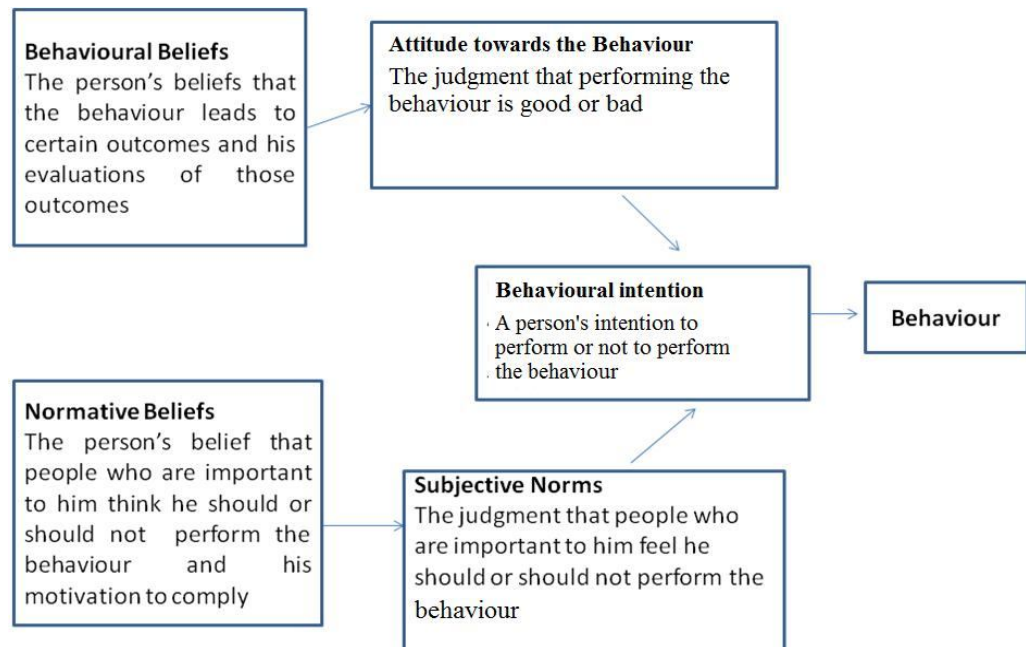 Behavioural Beliefs
The person's beliefs that
the behaviour leads to
certain outcomes and his
evaluations of those
outcomes
Attitude towards the Behaviour
The judgment that performing the
behaviour is good or bad
Behavioural intention
A person's intention to
perform or not to perform
the behaviour
Behaviour
Normative Beliefs
The person's belief that
people who are important
to him think he should or
should not perform the
behaviour and his
motivation to comply
Subjective Norms
The judgment that people who
are important to him feel he
should or should not perform the
behaviour